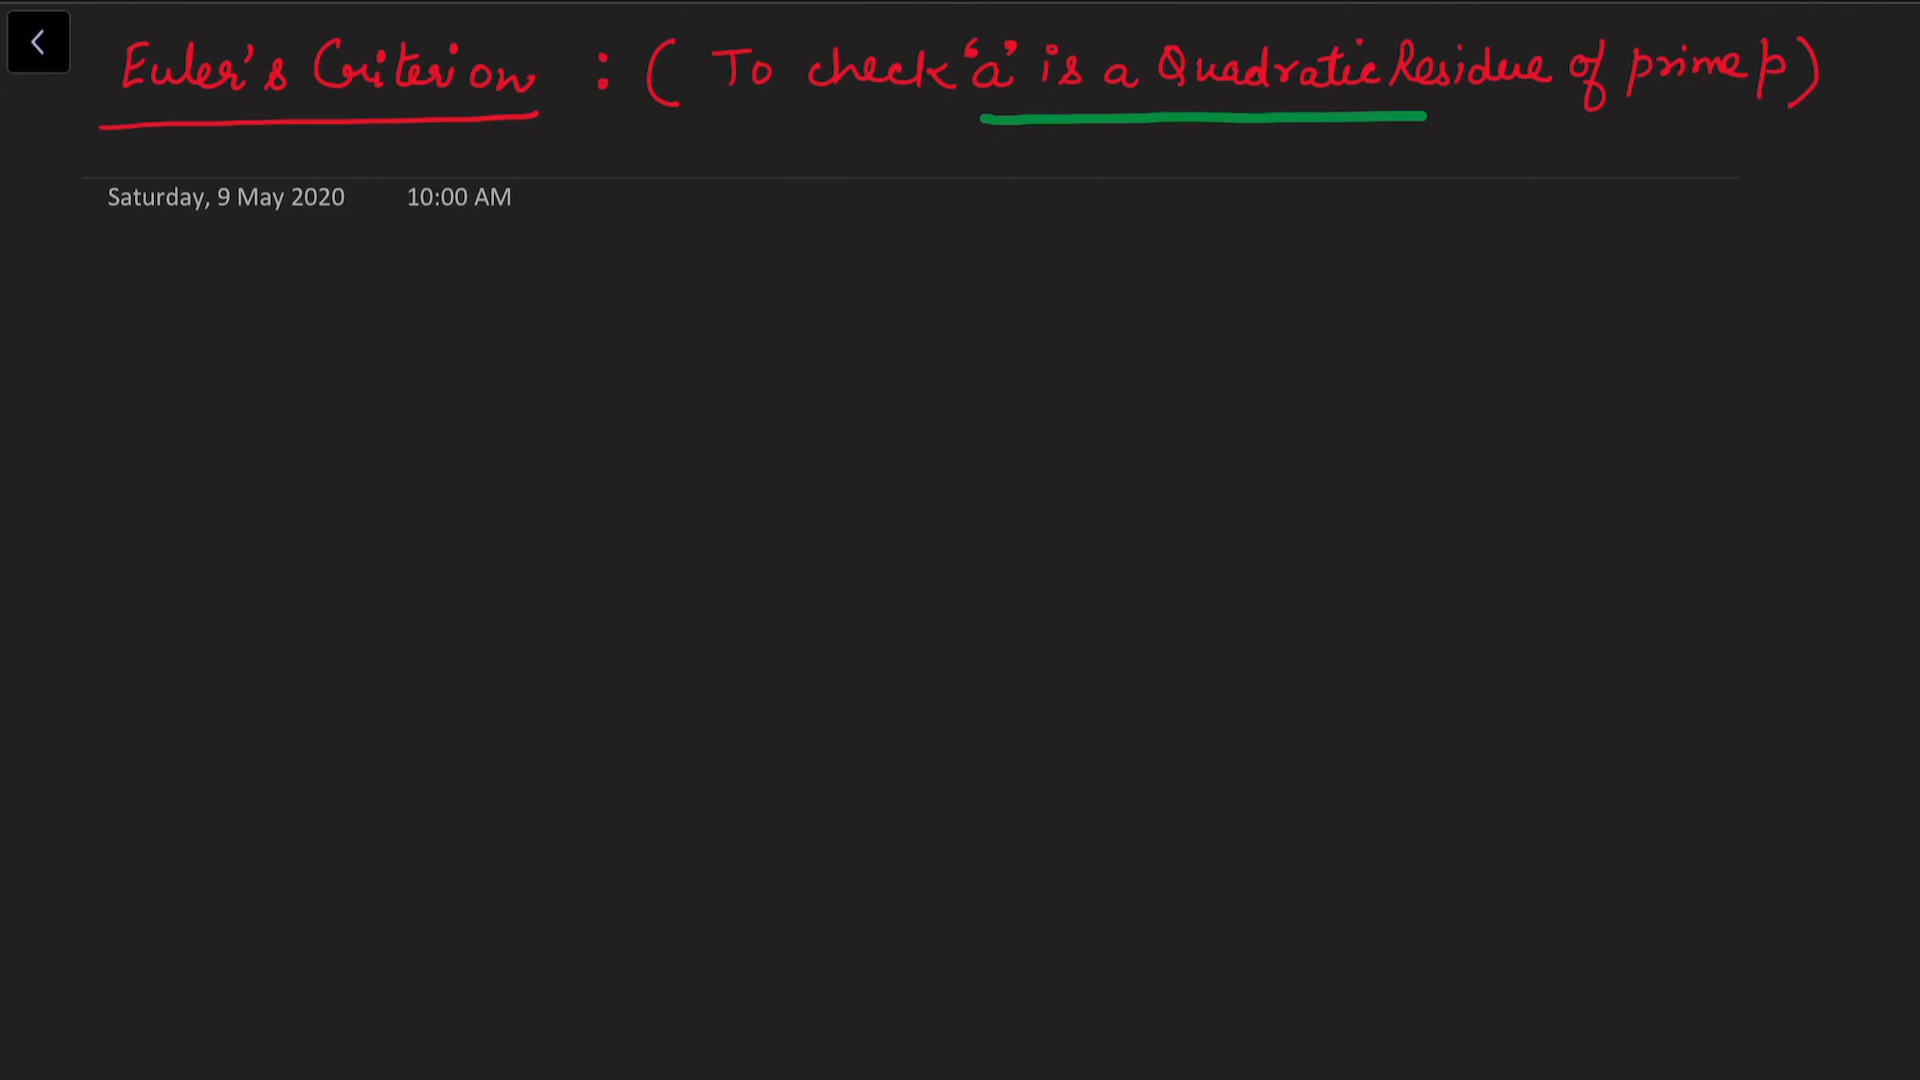 Euler's Criterion : ( To check 'a' is a Quadratic Residue of prime p )
Saturday, 9 May 2020 10:00 AM